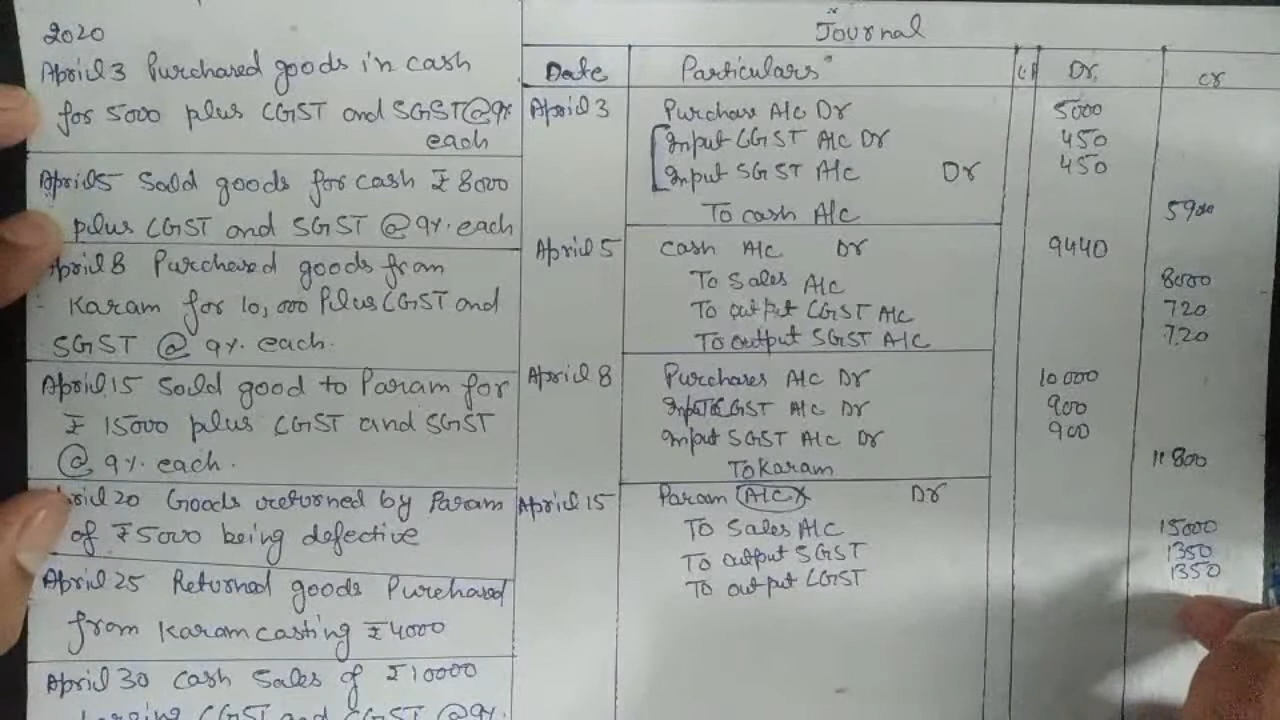 2020
April 3 Purchased goods in cash
for 5000 plus CGST and SGST@9%
each
April 5 Sold goods for cash ₹ 8000
plus CGST and SGST @ 9% each
April 8 Purchased goods from
Karam for 10,000 Plus CGST and
SGST @ 9% each.
April 15 Sold good to Param for
₹ 15000 plus CGST and SGST
@ 9% each.
April 20 Goods returned by Param
of ₹5000 being defective
April 25 Returned goods Purchased
from Karam casting ₹4000
April 30 Cash Sales of ₹10000
CGST and CGST @9%
Journal
Date Particulars Dr. Cr
April 3 Purchase A/c Dr 5000
Input CGST A/c Dr 450
Input SGST A/c Dr 450
To cash A/c 5900
April 5 Cash A/c Dr 9440
To Sales A/c 8000
To output CGST A/c 720
To output SGST A/c 720
April 8 Purchases A/c Dr 10000
Input CGST A/c Dr 900
Input SGST A/c Dr 900
To Karam 11800
April 15 Param A/c Dr
To Sales A/c 15000
To output SGST 1350
To output CGST 1350